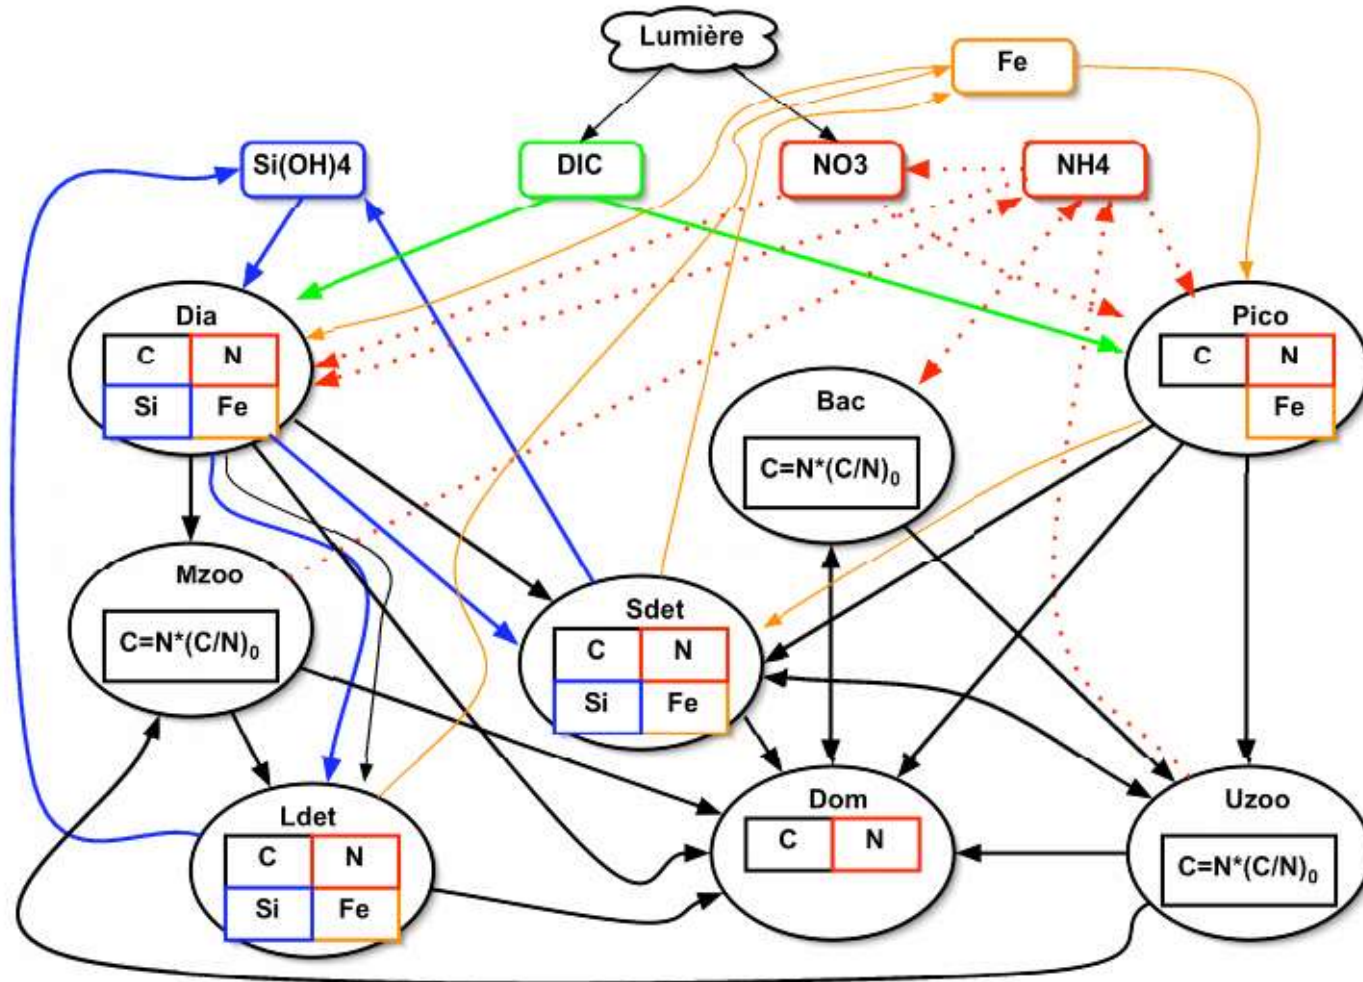 Lumière
Fe
Si(OH)4
DIC
NO3
NH4
Dia
C N
Si Fe
Pico
C N
Fe
Bac
C=N*(C/N)₀
Mzoo
C=N*(C/N)₀
Sdet
C N
Si Fe
Ldet
C N
Si Fe
Dom
C N
Uzoo
C=N*(C/N)₀